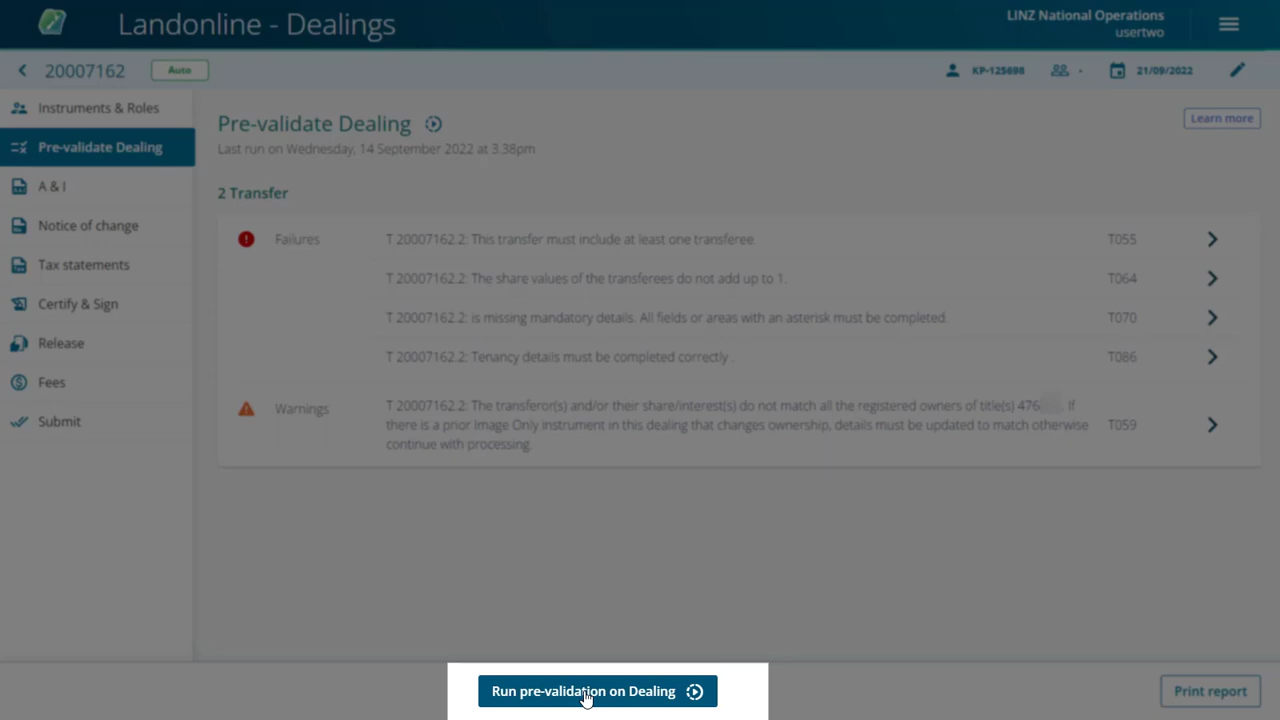 Landonline - Dealings
LINZ National Operations
usertwo
20007162
Auto
KP-125698
-
21/09/2022
Instruments & Roles
Pre-validate Dealing
A & I
Notice of change
Tax statements
Certify & Sign
Release
Fees
Submit
Pre-validate Dealing
Learn more
Last run on Wednesday, 14 September 2022 at 3.38pm
2 Transfer
Failures
T 20007162.2: This transfer must include at least one transferee.
T055
T 20007162.2: The share values of the transferees do not add up to 1.
T064
T 20007162.2: is missing mandatory details. All fields or areas with an asterisk must be completed.
T070
T 20007162.2: Tenancy details must be completed correctly .
T086
Warnings
T 20007162.2: The transferor(s) and/or their share/interest(s) do not match all the registered owners of title(s) 476 . If
there is a prior Image Only instrument in this dealing that changes ownership, details must be updated to match otherwise
continue with processing.
T059
Run pre-validation on Dealing
Print report